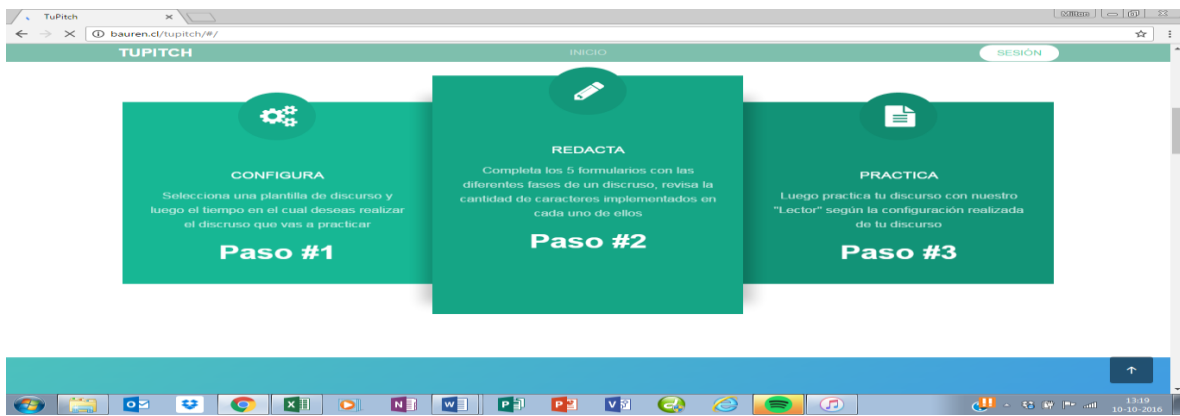 TuPitch
Milton
bauren.cl/tupitch/#/
TUPITCH
INICIO
SESIÓN
CONFIGURA
Selecciona una plantilla de discurso y
luego el tiempo en el cual deseas realizar
el discruso que vas a practicar
Paso #1
REDACTA
Completa los 5 formularios con las
diferentes fases de un discruso, revisa la
cantidad de caracteres implementados en
cada uno de ellos
Paso #2
PRACTICA
Luego practica tu discurso con nuestro
"Lector" según la configuración realizada
de tu discurso
Paso #3
13:19
10-10-2016